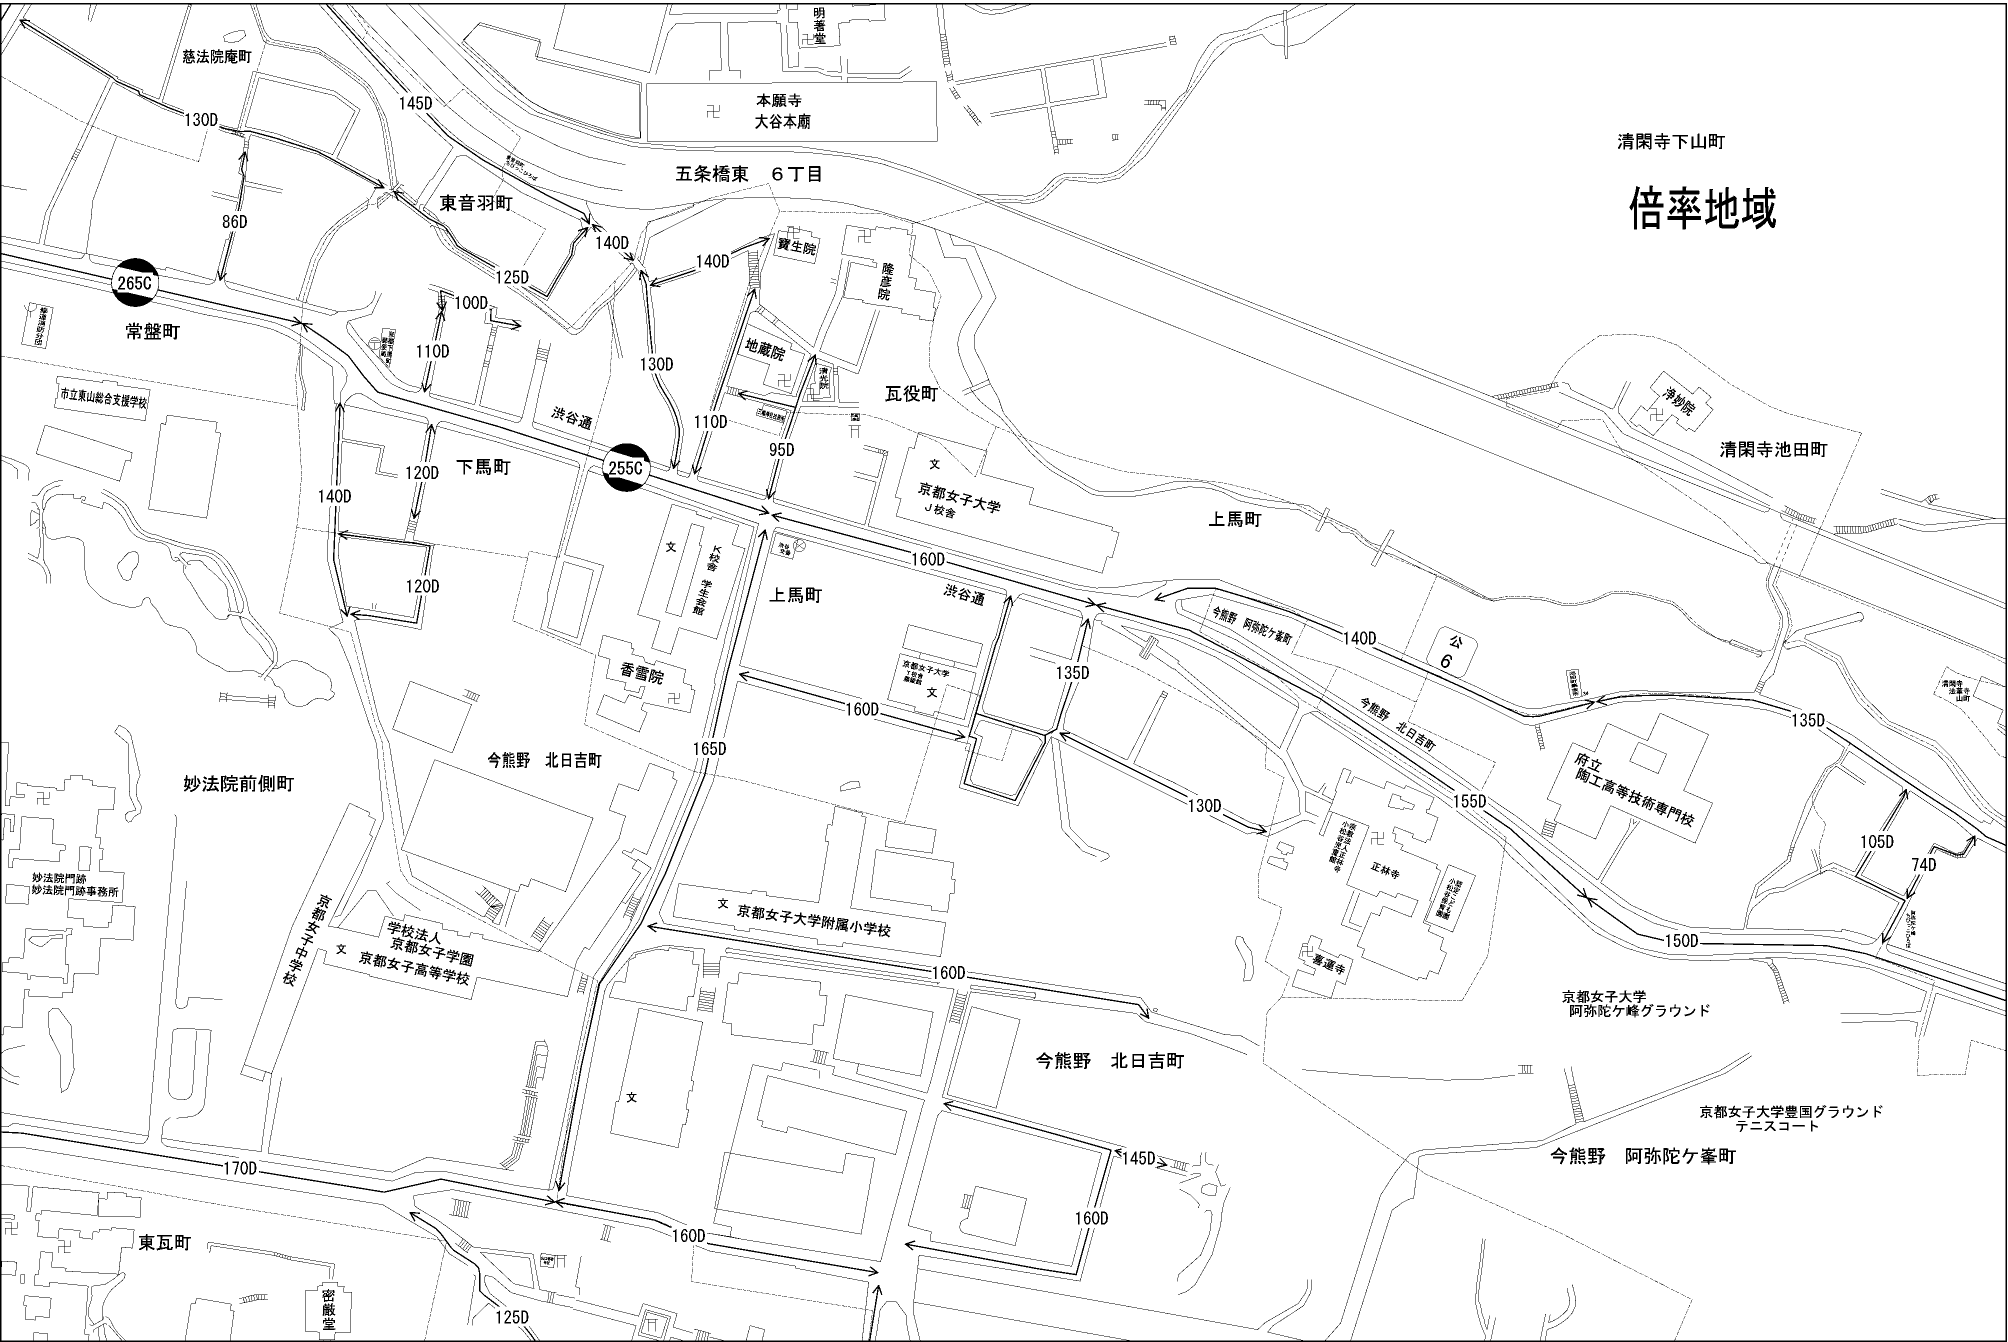 明著堂
慈法院庵町
145D
本願寺
大谷本廟
130D
清閑寺下山町
五条橋東　６丁目
東音羽町
倍率地域
86D
140D
寶生院
140D
125D
隆彦院
265C
100D
常盤町
110D
地蔵院
130D
市立東山総合支援学校
瓦役町
浄妙院
渋谷通
110D
95D
清閑寺池田町
下馬町
120D
255C
文
京都女子大学
Ｊ校舎
140D
上馬町
文
Ｋ校舎　学生会館
160D
120D
上馬町
渋谷通
今熊野　阿弥陀ケ峯町
140D
公
6
香雪院
京都女子大学
文
135D
清閑寺
山町
160D
今熊野　北日吉町
135D
165D
今熊野　北日吉町
妙法院前側町
府立
陶工高等技術専門校
155D
130D
105D
74D
正林寺
妙法院門跡
妙法院門跡事務所
京都女子中学校
文
京都女子大学附属小学校
学校法人
京都女子学園
文
京都女子高等学校
150D
喜運寺
160D
京都女子大学
阿弥陀ケ峰グラウンド
今熊野　北日吉町
文
京都女子大学豊国グラウンド
テニスコート
今熊野　阿弥陀ケ峯町
170D
145D
160D
160D
東瓦町
密厳堂
125D